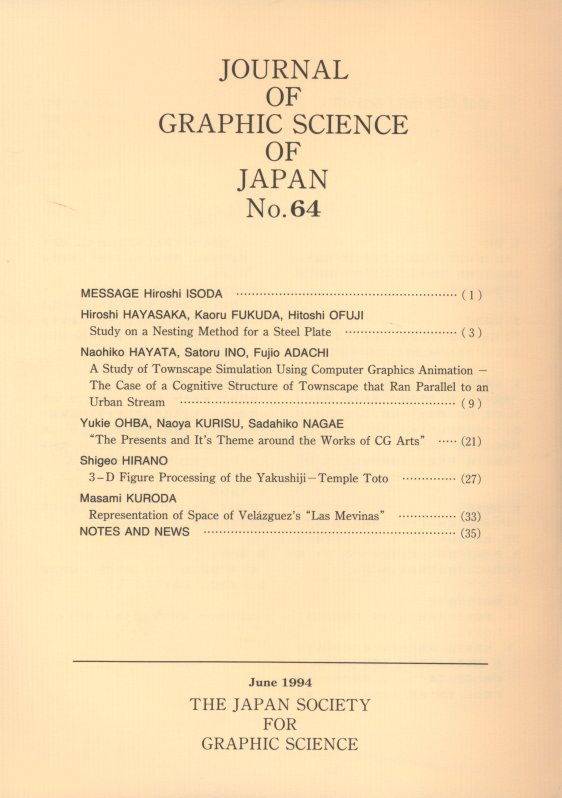 JOURNAL
OF
GRAPHIC SCIENCE
OF
JAPAN
No.64
MESSAGE Hiroshi ISODA ……………………………………………… ( 1 )
Hiroshi HAYASAKA, Kaoru FUKUDA, Hitoshi OFUJI
Study on a Nesting Method for a Steel Plate ……………………… ( 3 )
Naohiko HAYATA, Satoru INO, Fujio ADACHI
A Study of Townscape Simulation Using Computer Graphics Animation −
The Case of a Cognitive Structure of Townscape that Ran Parallel to an
Urban Stream ………………………………………………………… ( 9 )
Yukie OHBA, Naoya KURISU, Sadahiko NAGAE
“The Presents and It’s Theme around the Works of CG Arts” ‥‥‥ (21)
Shigeo HIRANO
3−D Figure Processing of the Yakushiji−Temple Toto …………… (27)
Masami KURODA
Representation of Space of Velázguez’s “Las Mevinas” …………… (33)
NOTES AND NEWS …………………………………………………… (35)
June 1994
THE JAPAN SOCIETY
FOR
GRAPHIC SCIENCE